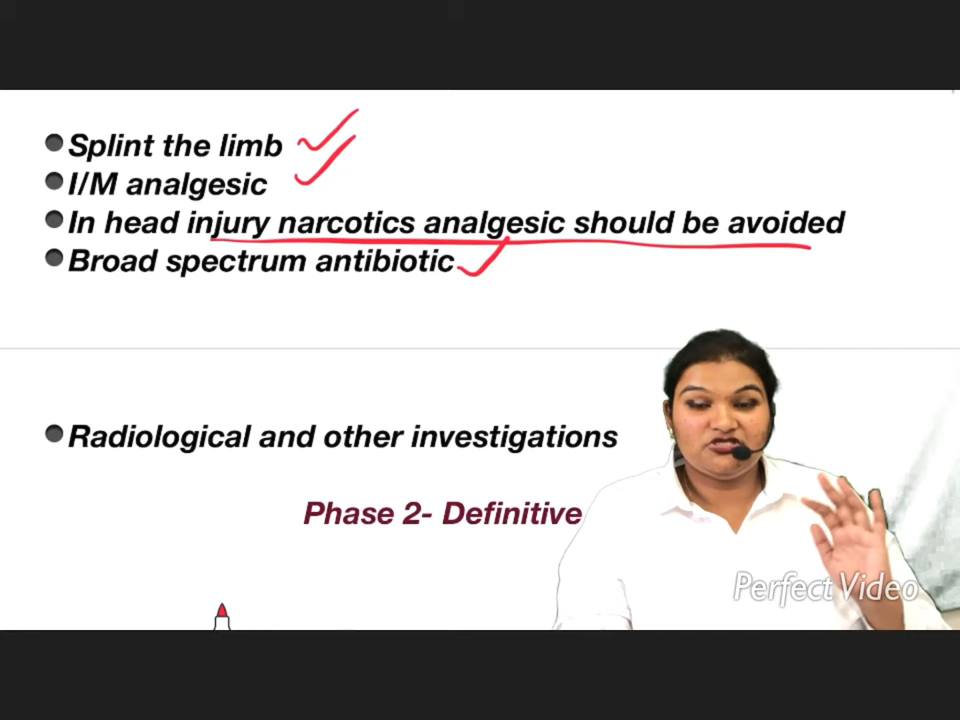 Splint the limb
I/M analgesic
In head injury narcotics analgesic should be avoided
Broad spectrum antibiotic
Radiological and other investigations
Phase 2- Definitive
Perfect Video